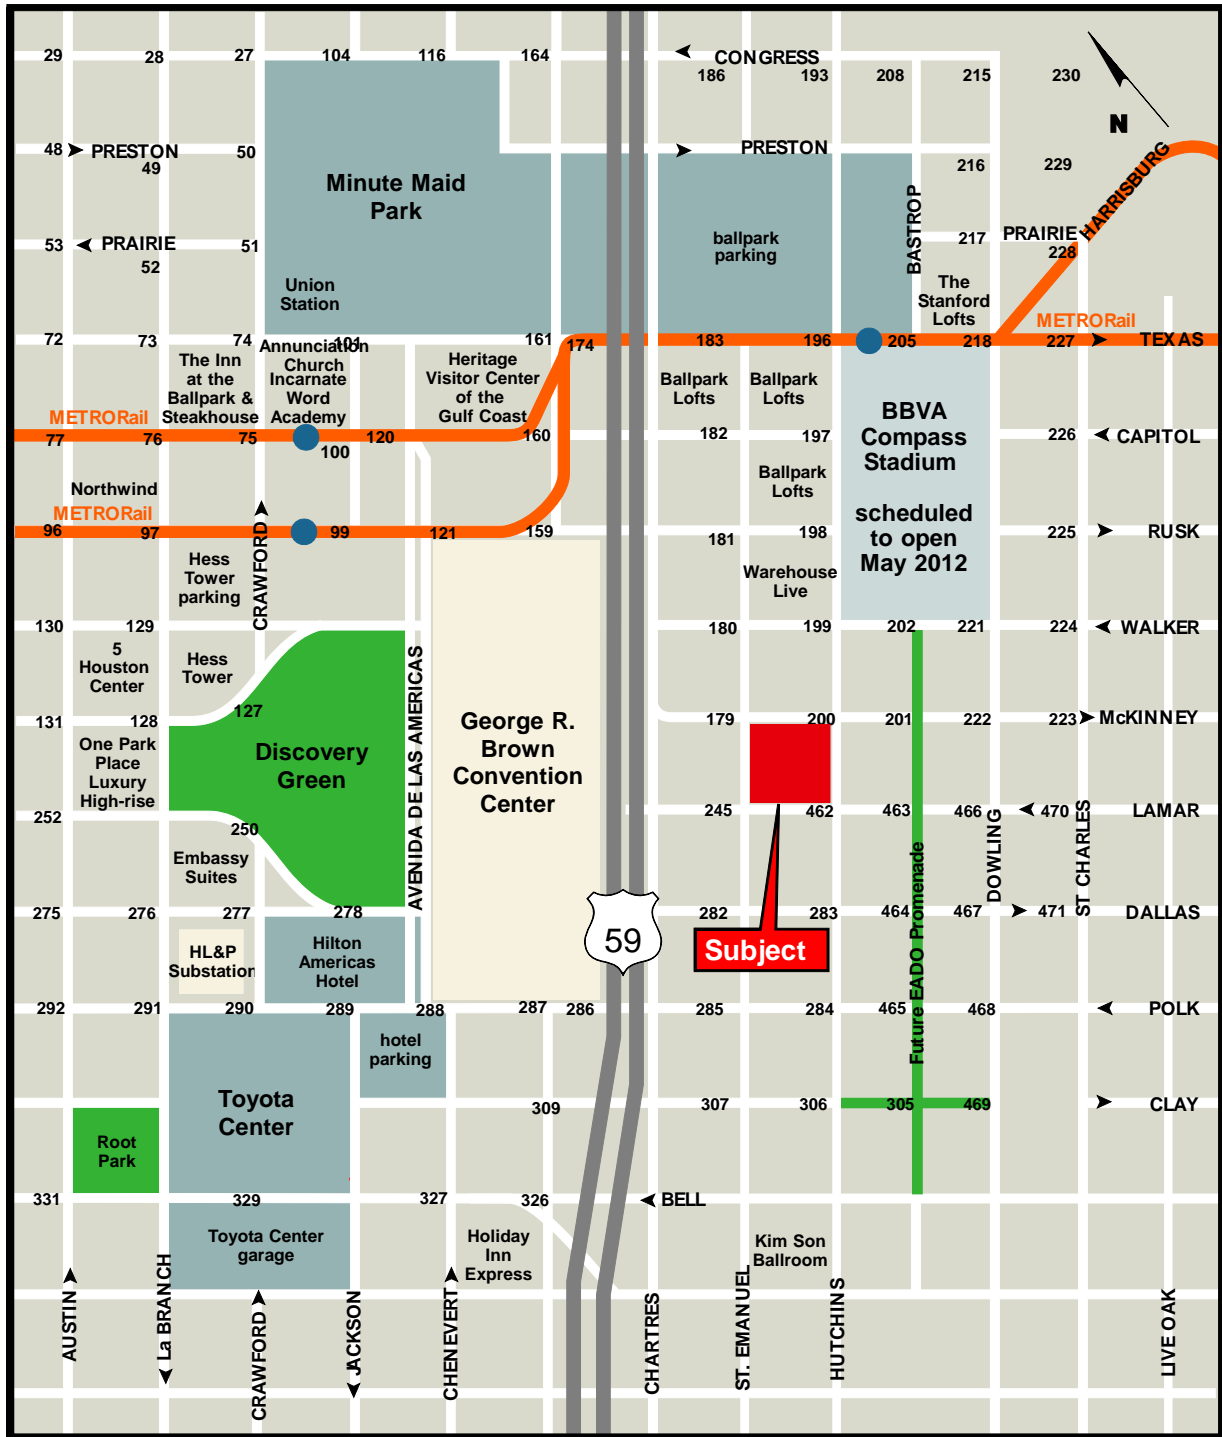 29 28 27 104 116 164
CONGRESS
186 193 208 215 230
N
48 PRESTON 50
49
PRESTON
216 229
HARRISBURG
Minute Maid
Park
BASTROP
53 PRAIRIE 51
52
ballpark
parking
217 PRAIRIE
228
Union
Station
The
Stanford
Lofts
METRORail
72 73 74 101 161 174 183 196 205 218 227 TEXAS
The Inn
at the
Ballpark &
Steakhouse
Annunciation
Church
Incarnate
Word
Academy
Heritage
Visitor Center
of the
Gulf Coast
Ballpark
Lofts
Ballpark
Lofts
BBVA
Compass
Stadium
scheduled
to open
May 2012
METRORail
77 76 75 100 120 160 182 197 226 CAPITOL
Ballpark
Lofts
Northwind
METRORail
96 97 99 121 159 181 198 225 RUSK
CRAWFORD
Hess
Tower
parking
Warehouse
Live
130 129 180 199 202 221 224 WALKER
5
Houston
Center
Hess
Tower
AVENIDA DE LAS AMERICAS
131 128 127 179 200 201 222 223 McKINNEY
One Park
Place
Luxury
High-rise
Discovery
Green
George R.
Brown
Convention
Center
252 250 245 462 463 466 470 LAMAR
DOWLING
ST CHARLES
Future EADO Promenade
Embassy
Suites
275 276 277 278 282 283 464 467 471 DALLAS
HL&P
Substation
Hilton
Americas
Hotel
59
Subject
292 291 290 289 288 287 286 285 284 465 468 POLK
hotel
parking
Toyota
Center
309 307 306 305 469 CLAY
Root
Park
331 329 327 326 BELL
Toyota Center
garage
Holiday
Inn
Express
Kim Son
Ballroom
AUSTIN
La BRANCH
CRAWFORD
JACKSON
CHENEVERT
CHARTRES
ST. EMANUEL
HUTCHINS
LIVE OAK